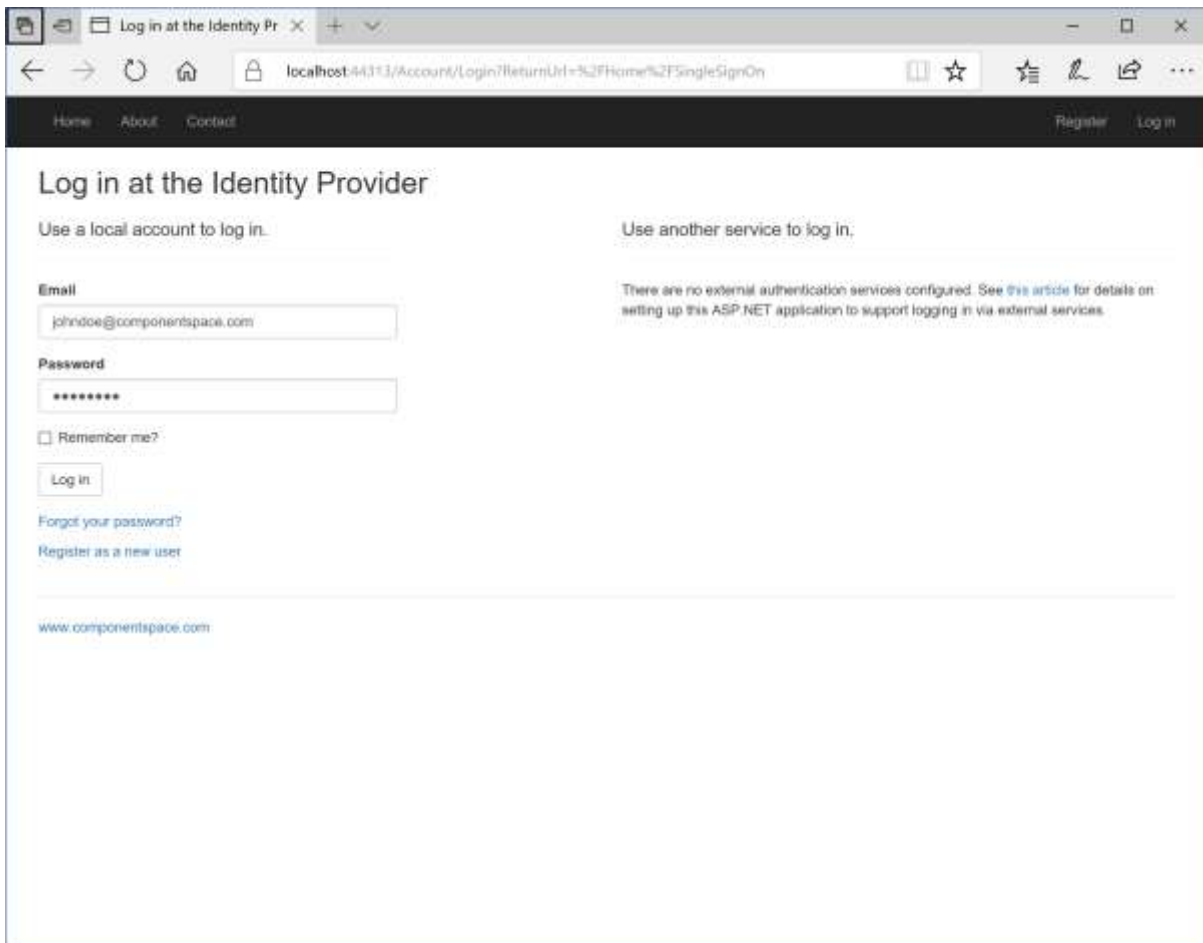 Log in at the Identity Pr
localhost:44313/Account/Login?ReturnUrl=%2FHome%2FSingleSignOn
Home About Contact Register Log in
Log in at the Identity Provider
Use a local account to log in.
Use another service to log in.
Email
johndoe@componentspace.com
Password
Remember me?
Log in
Forgot your password?
Register as a new user
There are no external authentication services configured. See this article for details on
setting up this ASP.NET application to support logging in via external services.
www.componentspace.com